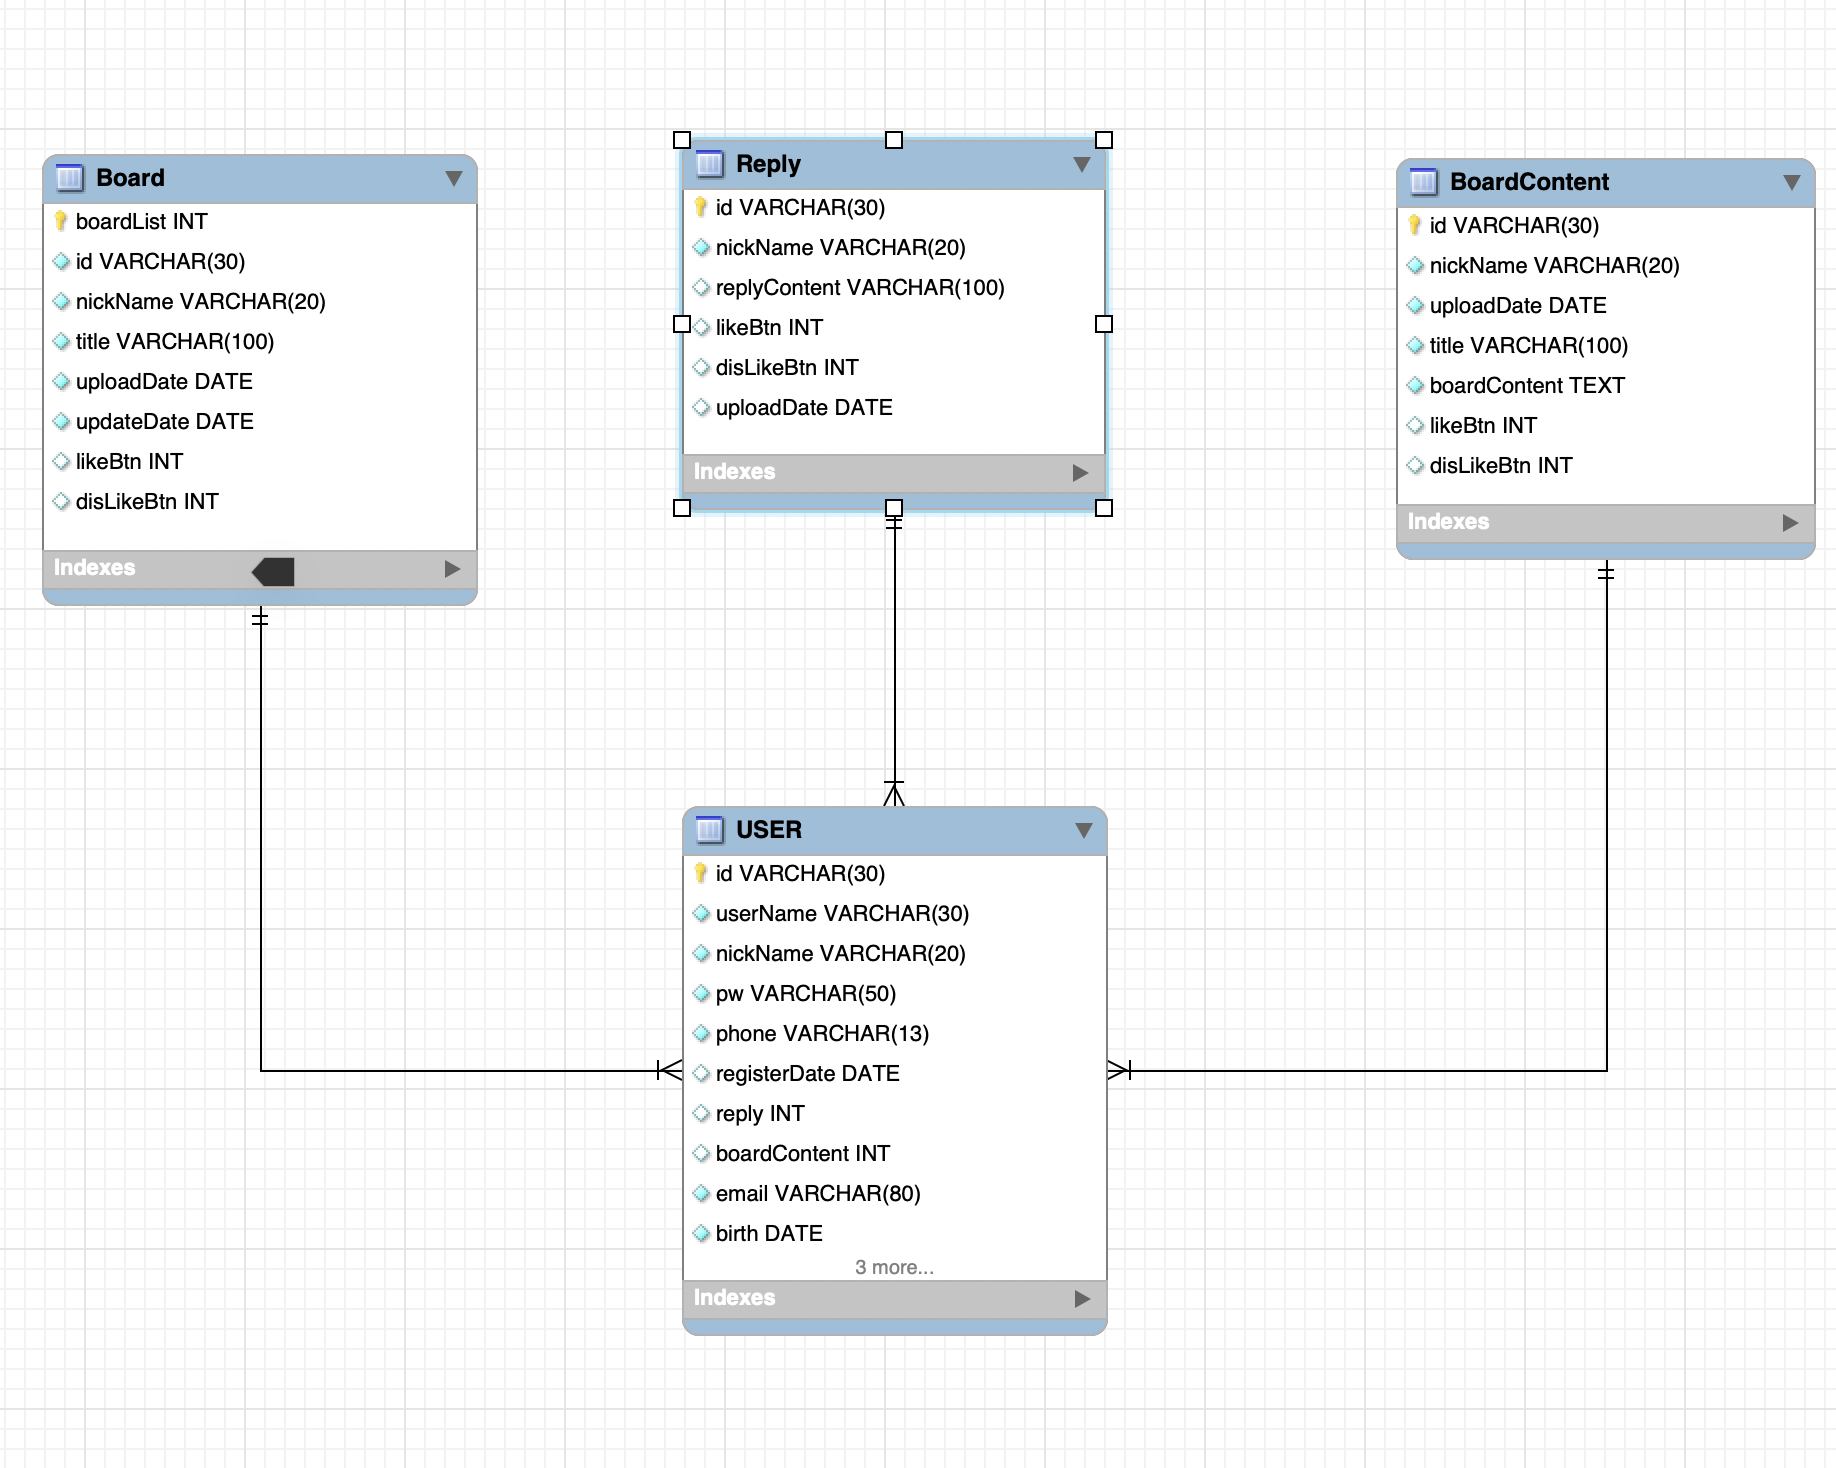 Board
boardList INT
id VARCHAR(30)
nickName VARCHAR(20)
title VARCHAR(100)
uploadDate DATE
updateDate DATE
likeBtn INT
disLikeBtn INT
Indexes
Reply
id VARCHAR(30)
nickName VARCHAR(20)
replyContent VARCHAR(100)
likeBtn INT
disLikeBtn INT
uploadDate DATE
Indexes
BoardContent
id VARCHAR(30)
nickName VARCHAR(20)
uploadDate DATE
title VARCHAR(100)
boardContent TEXT
likeBtn INT
disLikeBtn INT
Indexes
USER
id VARCHAR(30)
userName VARCHAR(30)
nickName VARCHAR(20)
pw VARCHAR(50)
phone VARCHAR(13)
registerDate DATE
reply INT
boardContent INT
email VARCHAR(80)
birth DATE
3 more...
Indexes